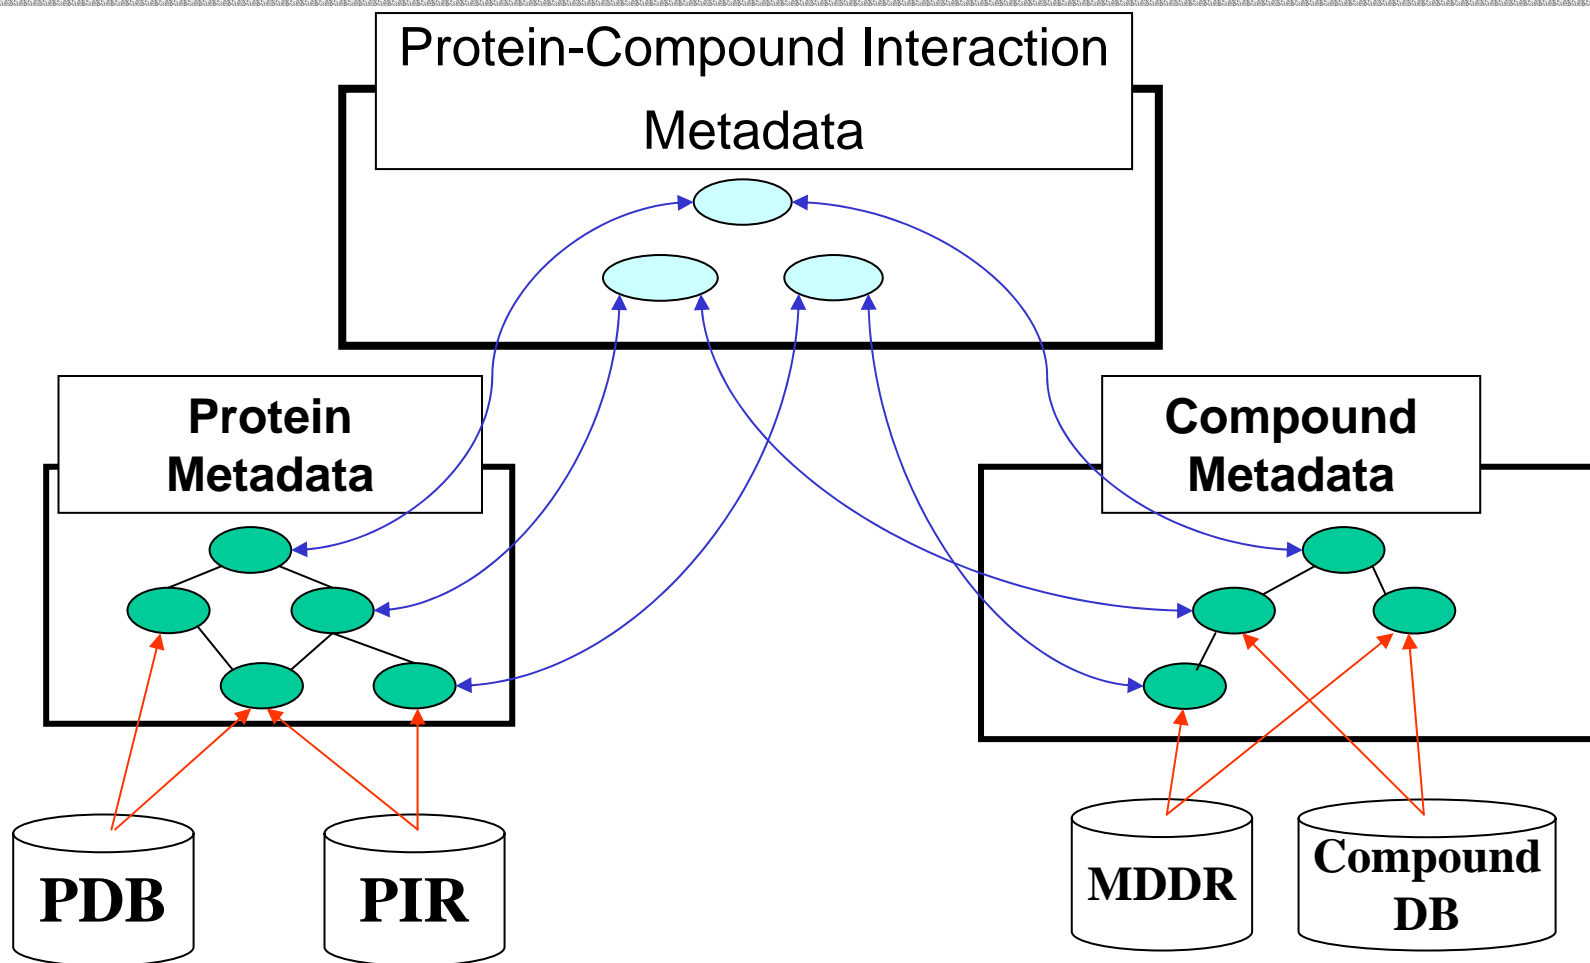 Protein-Compound Interaction
Metadata
Protein
Metadata
Compound
Metadata
PDB
PIR
MDDR
Compound
DB